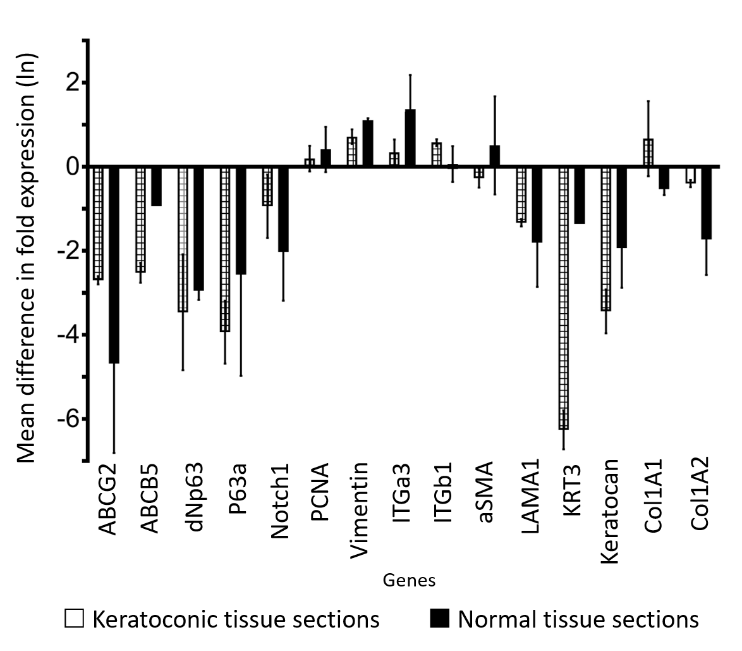 Mean difference in fold expression (ln)
2
0
-2
-4
-6
ABCG2
ABCB5
dNp63
P63a
Notch1
PCNA
Vimentin
ITGa3
ITGb1
aSMA
LAMA1
KRT3
Keratocan
Col1A1
Col1A2
Genes
Keratoconic tissue sections
Normal tissue sections